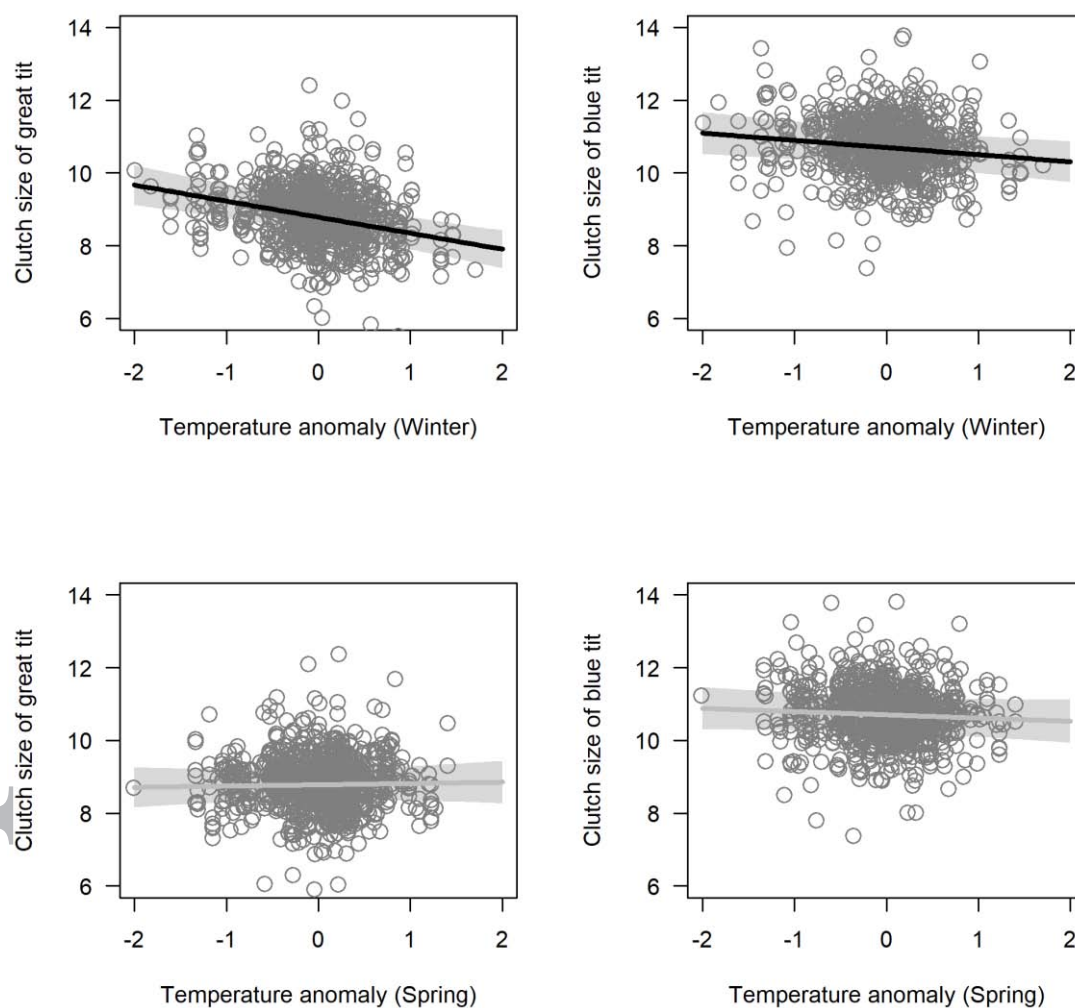 14
12
10
8
6
Clutch size of great tit
-2 -1 0 1 2
Temperature anomaly (Winter)
14
12
10
8
6
Clutch size of blue tit
-2 -1 0 1 2
Temperature anomaly (Winter)
14
12
10
8
6
Clutch size of great tit
-2 -1 0 1 2
Temperature anomaly (Spring)
14
12
10
8
6
Clutch size of blue tit
-2 -1 0 1 2
Temperature anomaly (Spring)